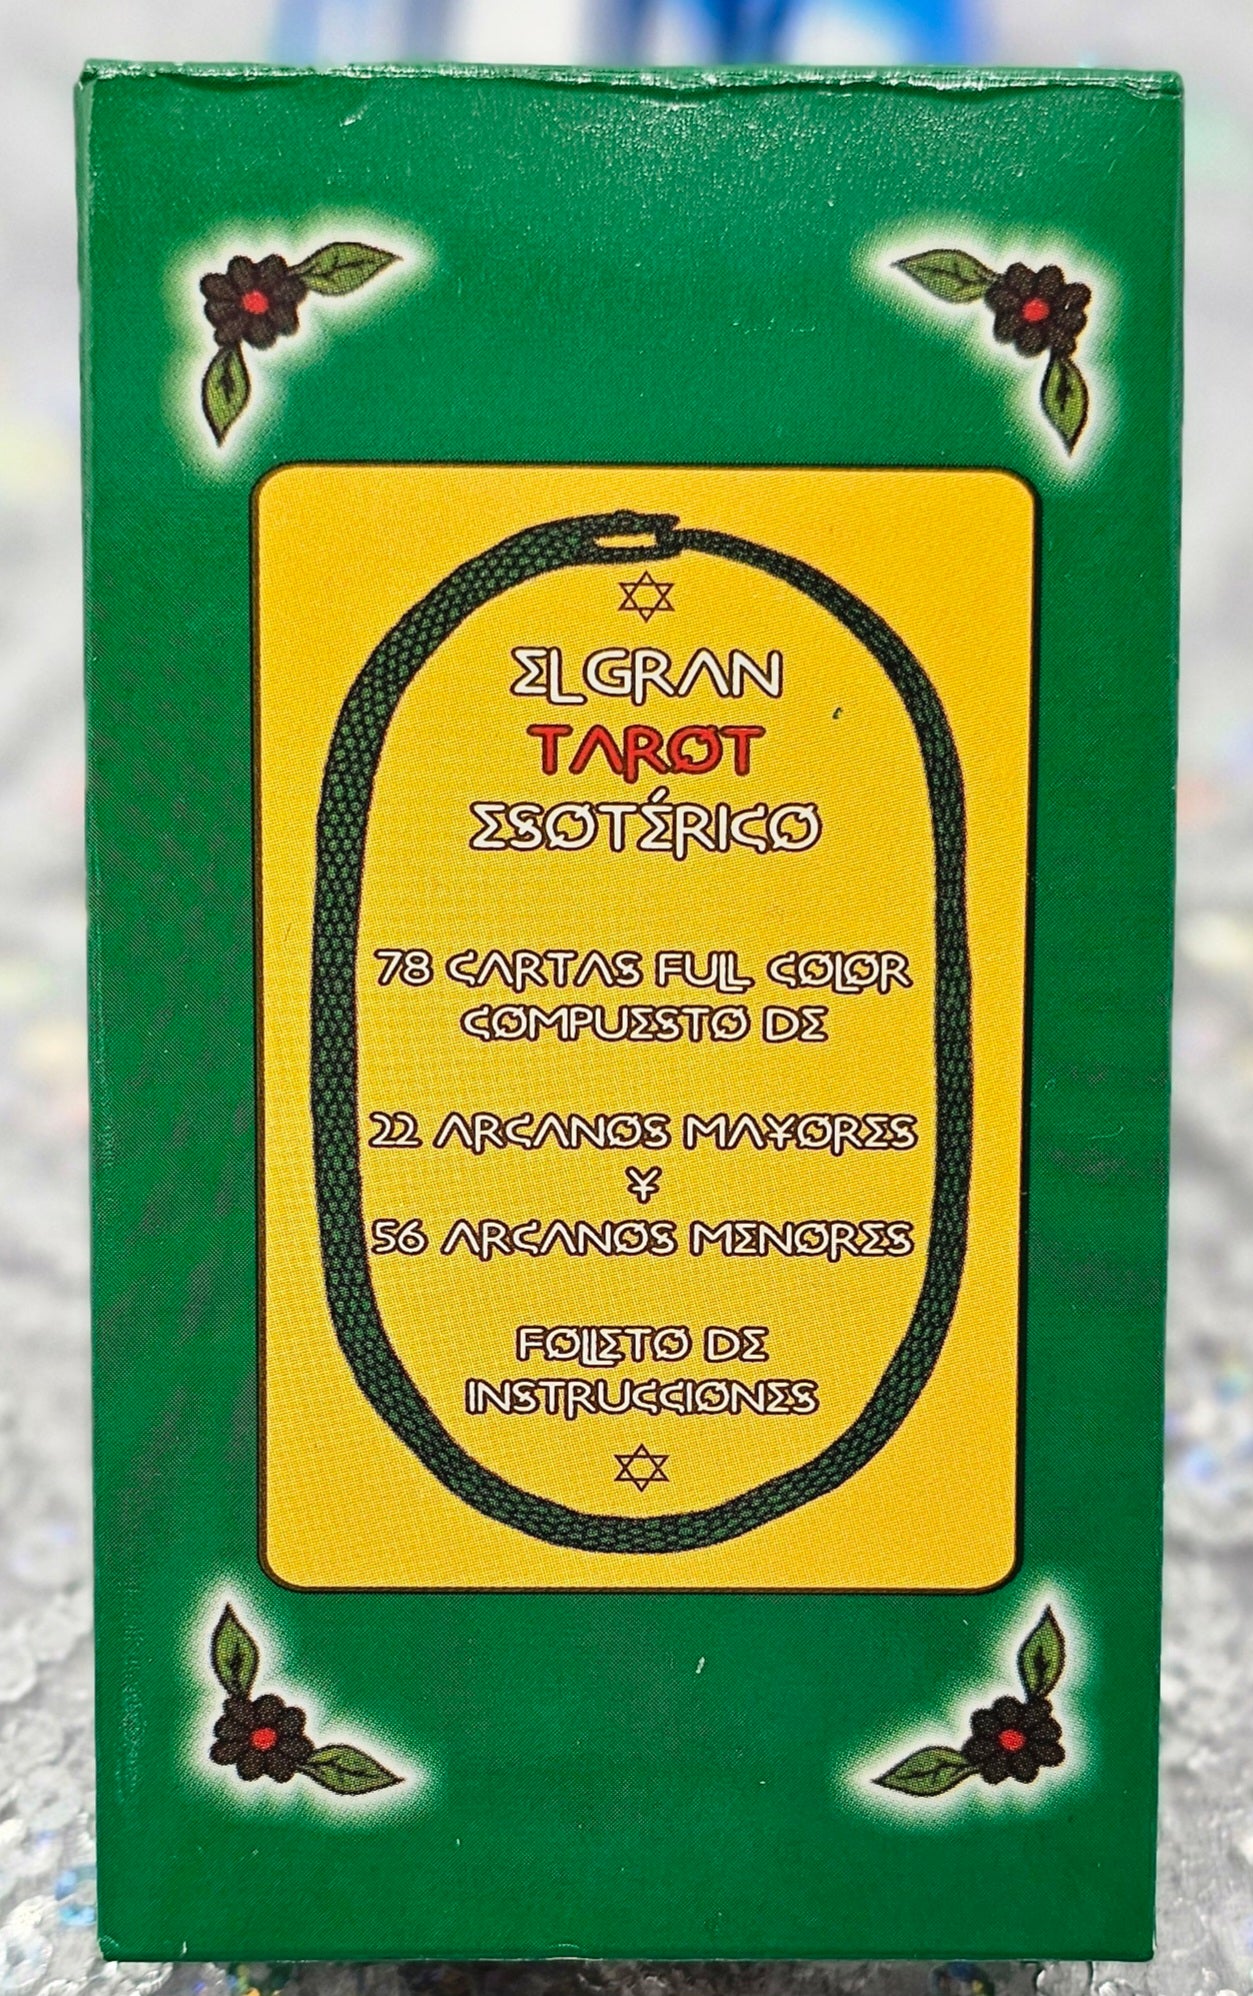 EL GRAN
TAROT
ESOTÉRICO
78 CARTAS FULL COLOR
COMPUESTO DE
22 ARCANOS MAYORES
Y
56 ARCANOS MENORES
FOLLETO DE
INSTRUCCIONES